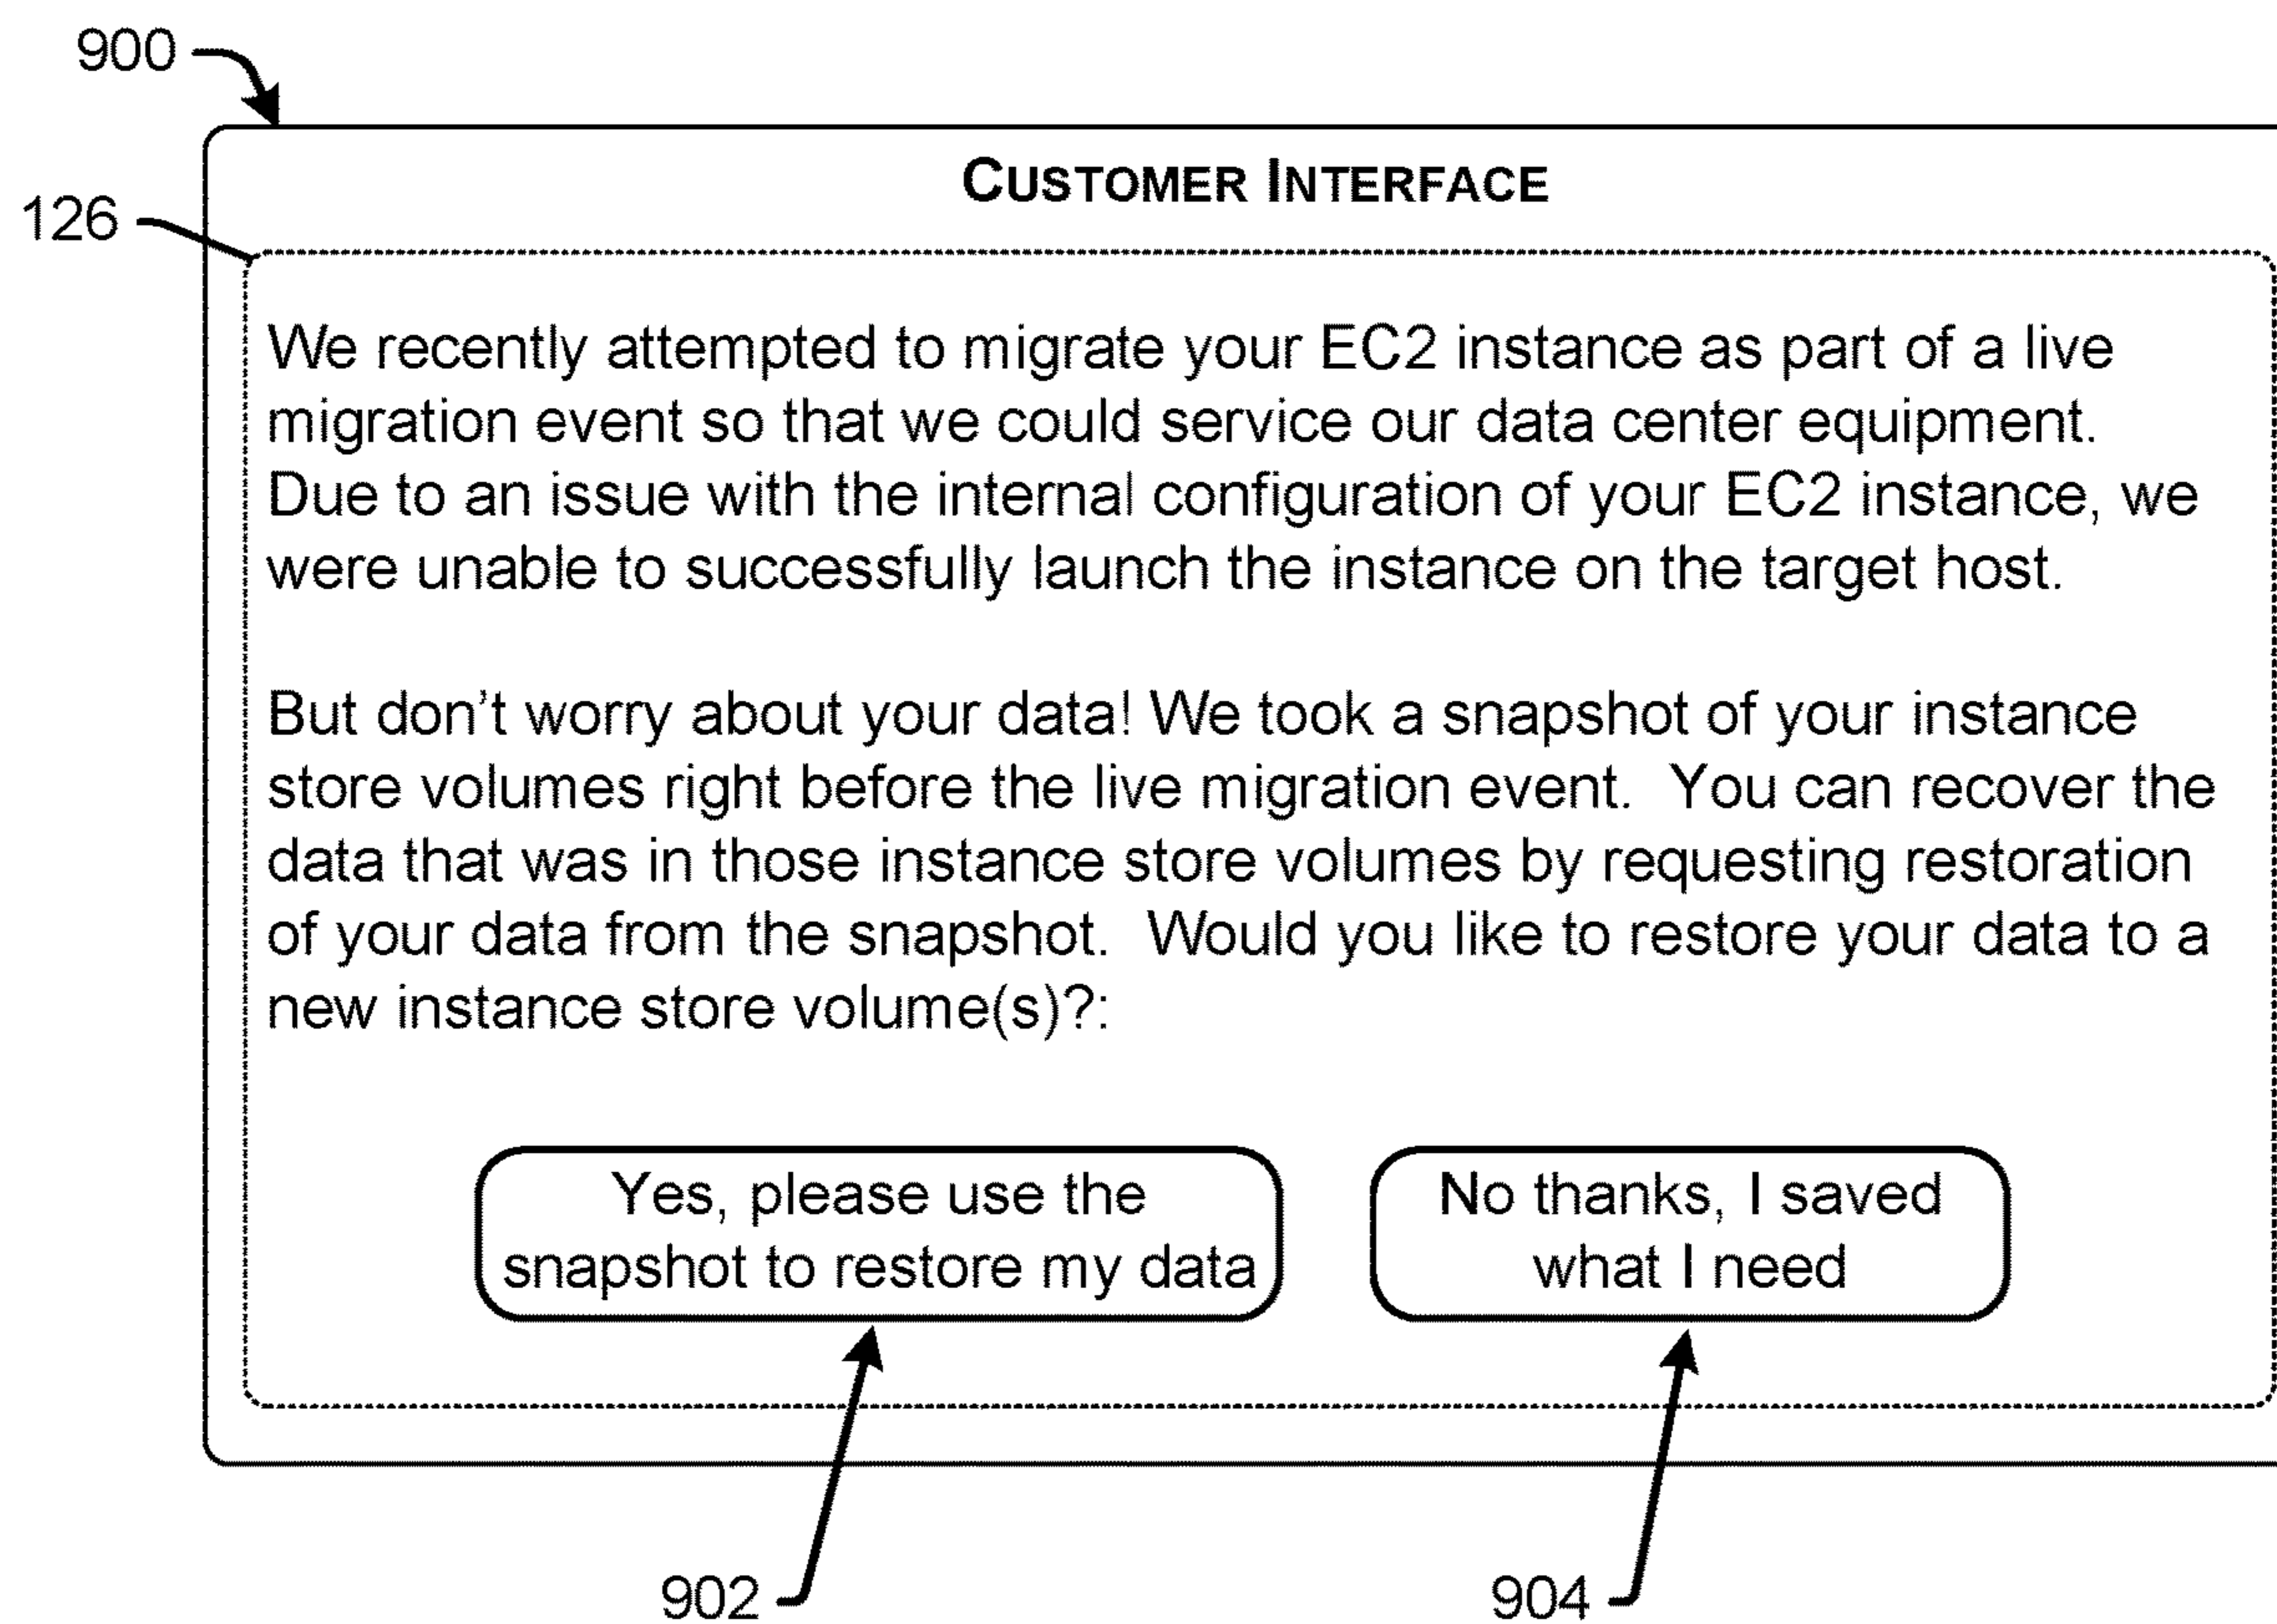 900
CUSTOMER INTERFACE
126
We recently attempted to migrate your EC2 instance as part of a live
migration event so that we could service our data center equipment.
Due to an issue with the internal configuration of your EC2 instance, we
were unable to successfully launch the instance on the target host.
But don't worry about your data! We took a snapshot of your instance
store volumes right before the live migration event. You can recover the
data that was in those instance store volumes by requesting restoration
of your data from the snapshot. Would you like to restore your data to a
new instance store volume(s)?:
Yes, please use the
snapshot to restore my data
No thanks, I saved
what I need
902
904